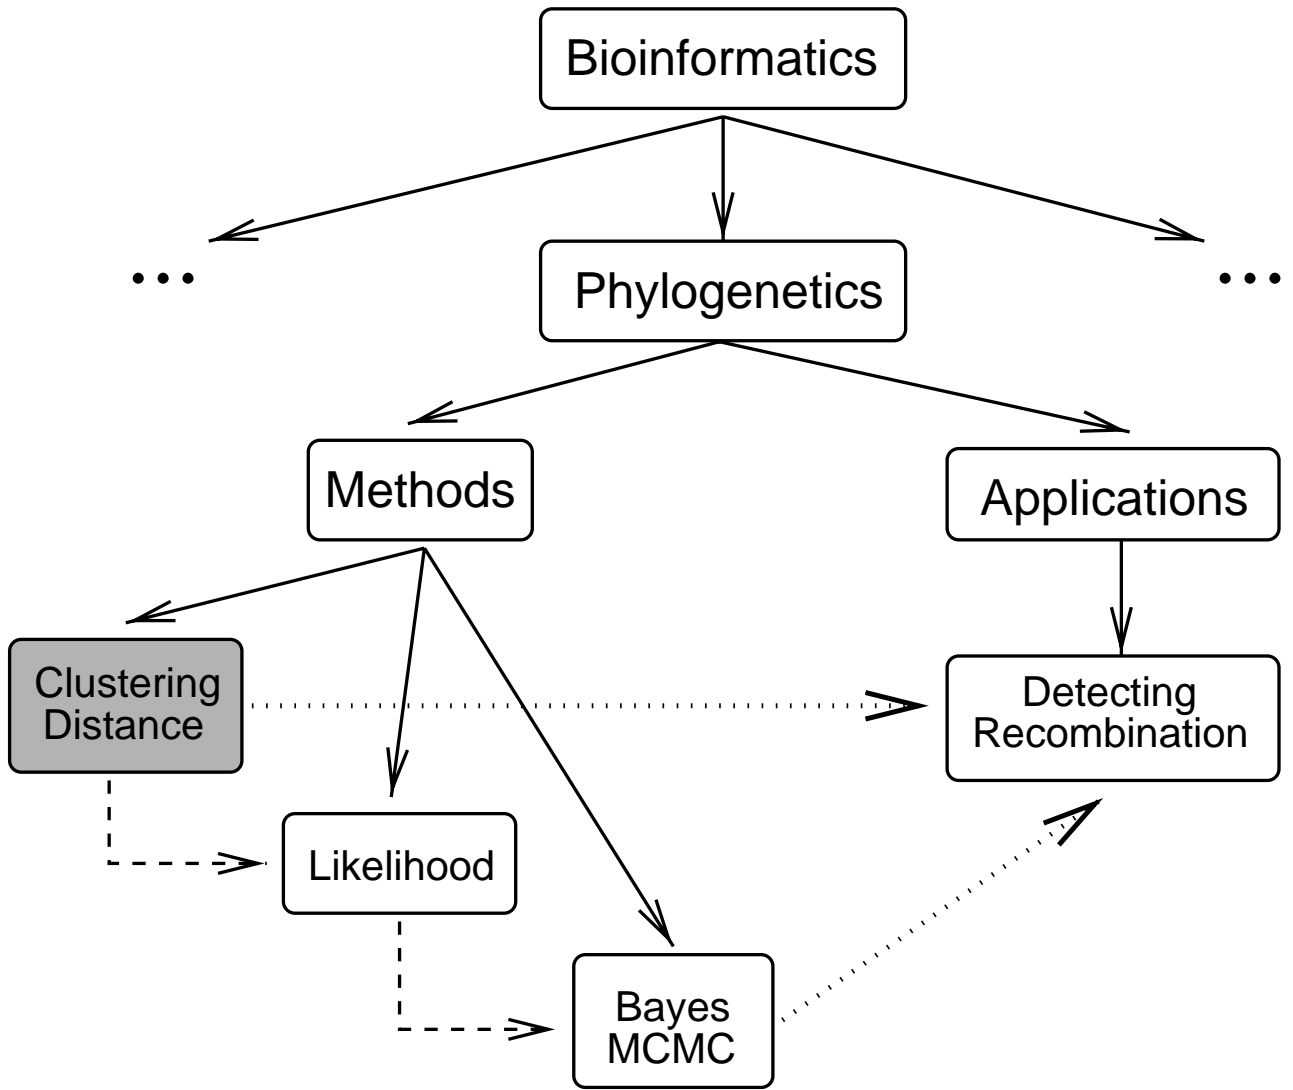 Bioinformatics
...
Phylogenetics
...
Methods
Applications
Clustering
Distance
Detecting
Recombination
Likelihood
Bayes
MCMC